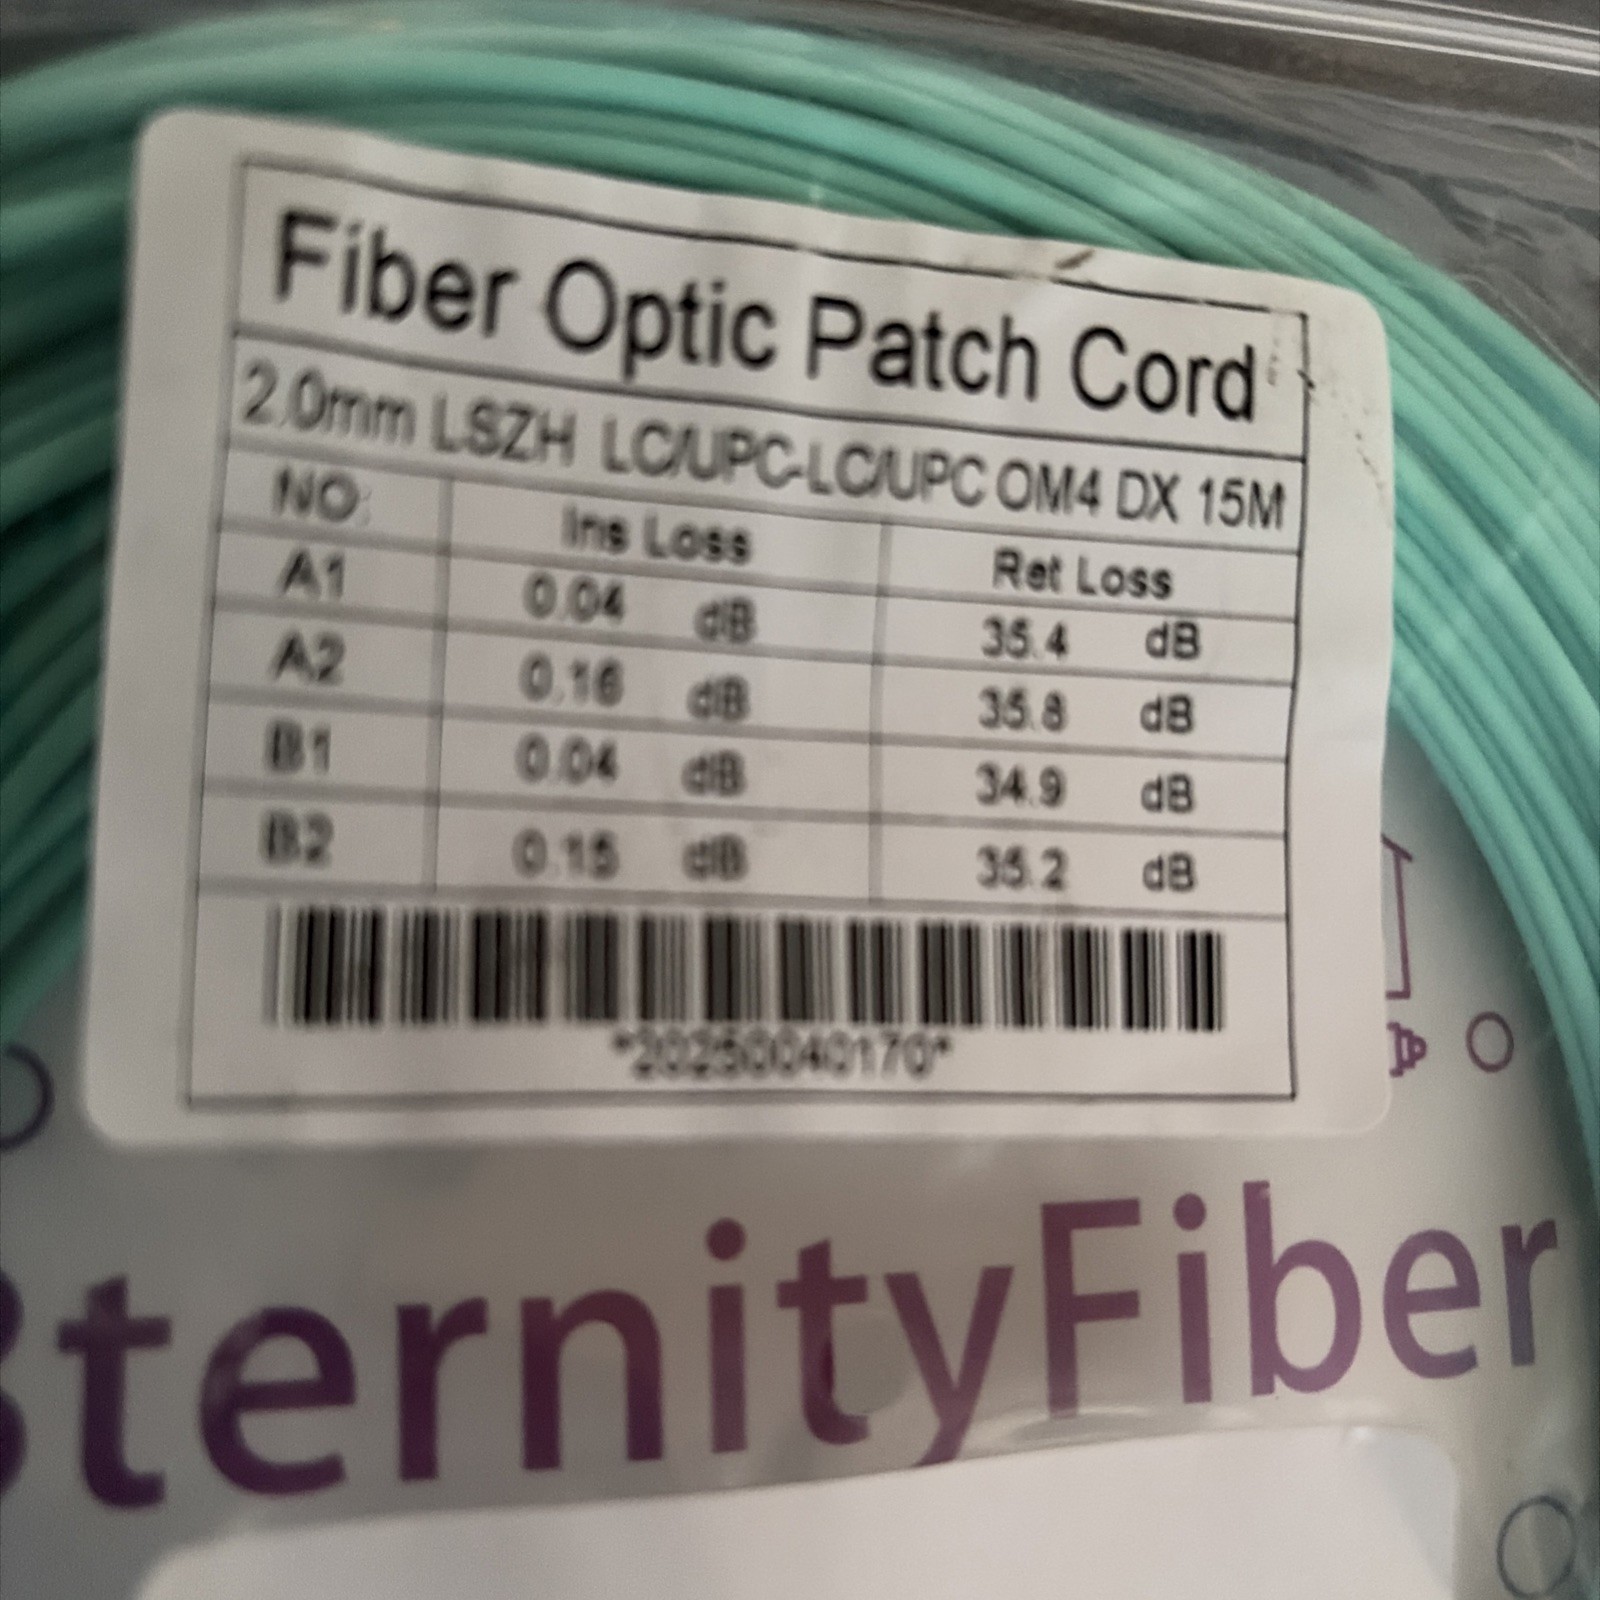 Fiber Optic Patch Cord
2.0mm LSZH LC/UPC-LC/UPC OM4 DX 15M
NO: Ins Loss Ret Loss
A1 0.04 dB 35.4 dB
A2 0.16 dB 35.8 dB
B1 0.04 dB 34.9 dB
B2 0.15 dB 35.2 dB
*20250040170*
A
ternityFiber